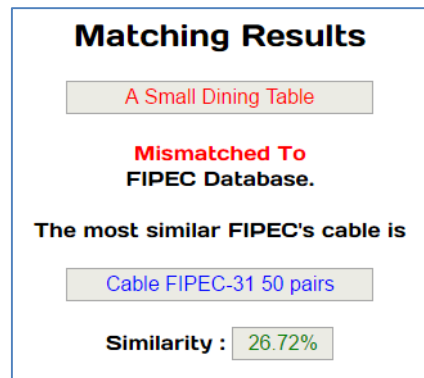 Matching Results
A Small Dining Table
Mismatched To
FIPEC Database.
The most similar FIPEC's cable is
Cable FIPEC-31 50 pairs
Similarity : 26.72%